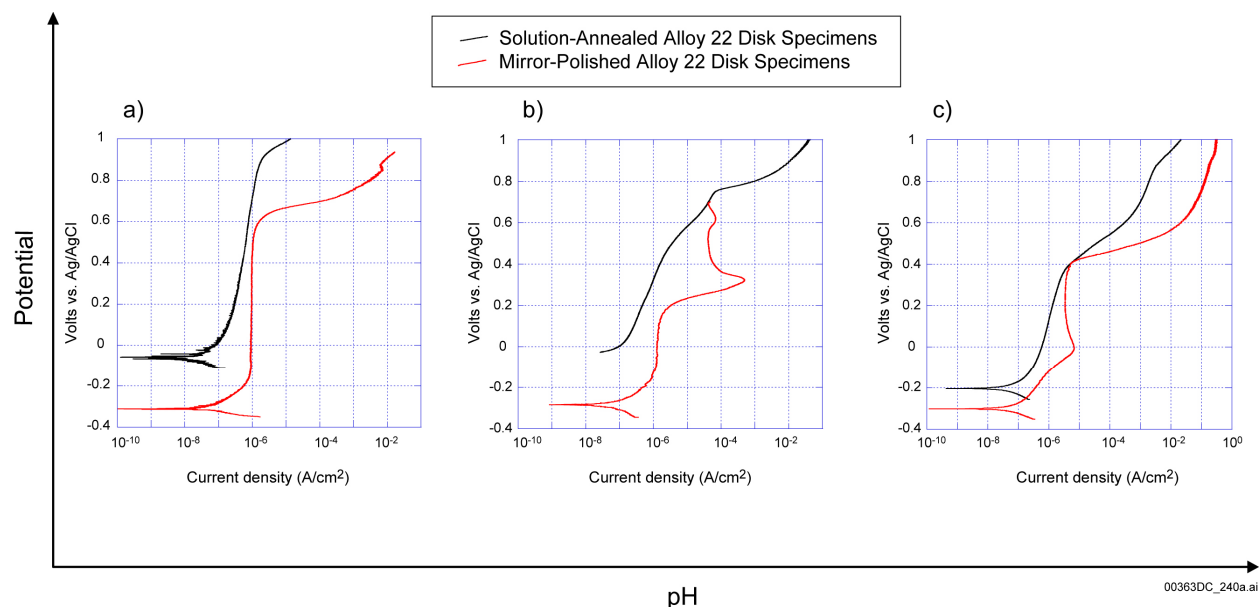 Solution-Annealed Alloy 22 Disk Specimens
Mirror-Polished Alloy 22 Disk Specimens
a)
b)
c)
Potential
Volts vs. Ag/AgCl
1
0.8
0.6
0.4
0.2
0
-0.2
-0.4
10⁻¹⁰ 10⁻⁸ 10⁻⁶ 10⁻⁴ 10⁻²
Current density (A/cm²)
Volts vs. Ag/AgCl
1
0.8
0.6
0.4
0.2
0
-0.2
-0.4
10⁻¹⁰ 10⁻⁸ 10⁻⁶ 10⁻⁴ 10⁻²
Current density (A/cm²)
Volts vs. Ag/AgCl
1
0.8
0.6
0.4
0.2
0
-0.2
-0.4
10⁻¹⁰ 10⁻⁸ 10⁻⁶ 10⁻⁴ 10⁻² 10⁰
Current density (A/cm²)
pH
00363DC_240a.ai